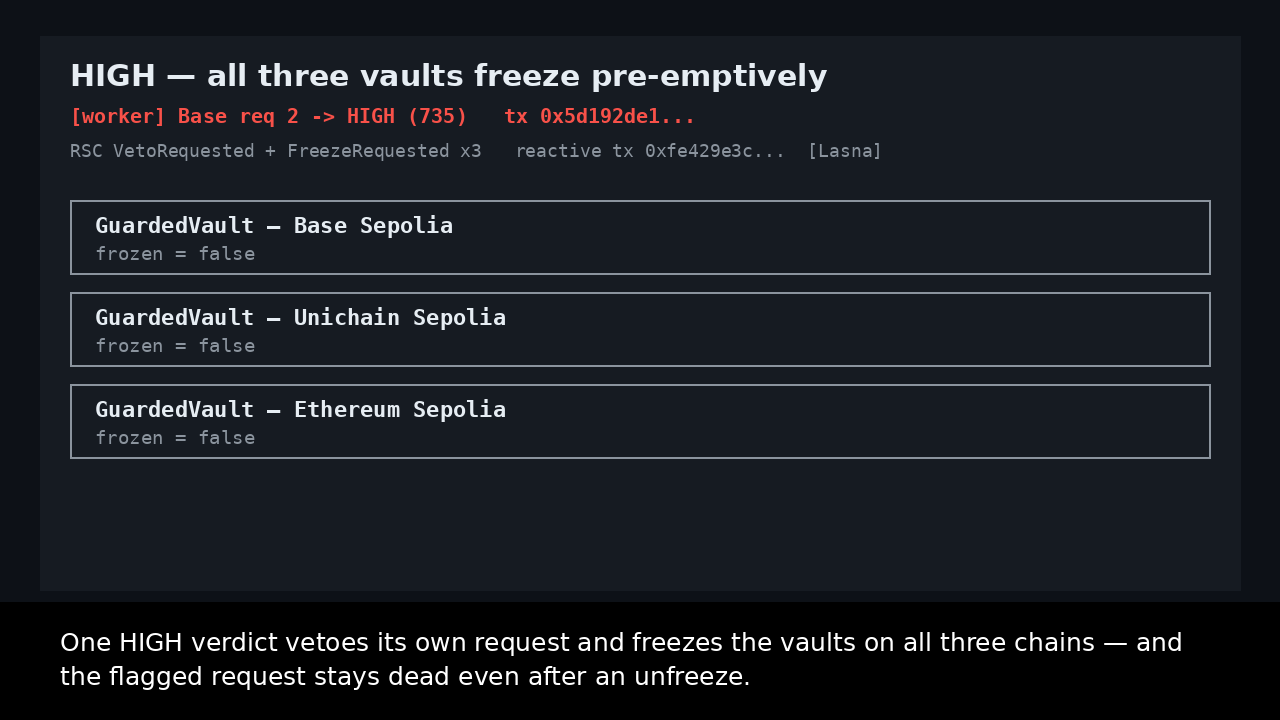 HIGH — all three vaults freeze pre-emptively
[worker] Base req 2 -> HIGH (735)   tx 0x5d192de1...
RSC VetoRequested + FreezeRequested x3   reactive tx 0xfe429e3c...  [Lasna]
GuardedVault — Base Sepolia
frozen = false
GuardedVault — Unichain Sepolia
frozen = false
GuardedVault — Ethereum Sepolia
frozen = false
One HIGH verdict vetoes its own request and freezes the vaults on all three chains — and
the flagged request stays dead even after an unfreeze.